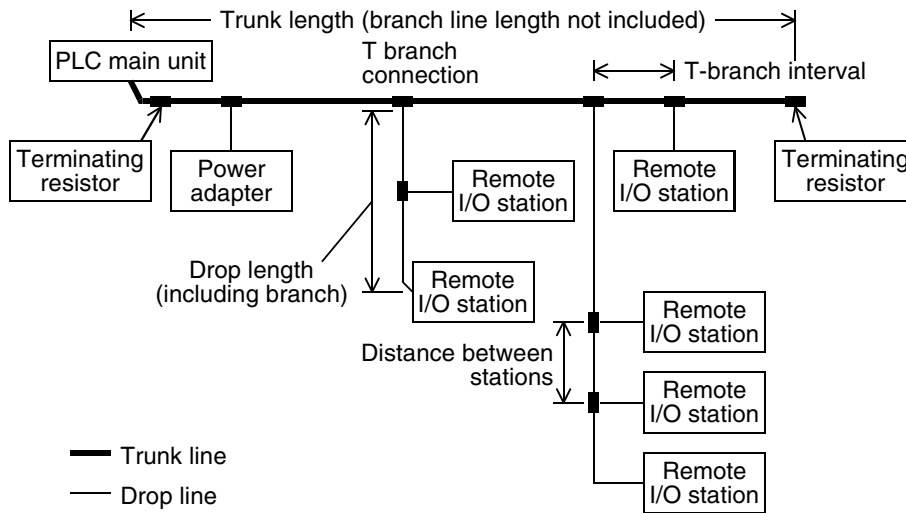 Trunk length (branch line length not included)
PLC main unit
T branch
connection
T-branch interval
Terminating
resistor
Power
adapter
Remote
I/O station
Remote
I/O station
Terminating
resistor
Drop length
(including branch)
Remote
I/O station
Remote
I/O station
Distance between
stations
Remote
I/O station
Trunk line
Remote
I/O station
Drop line